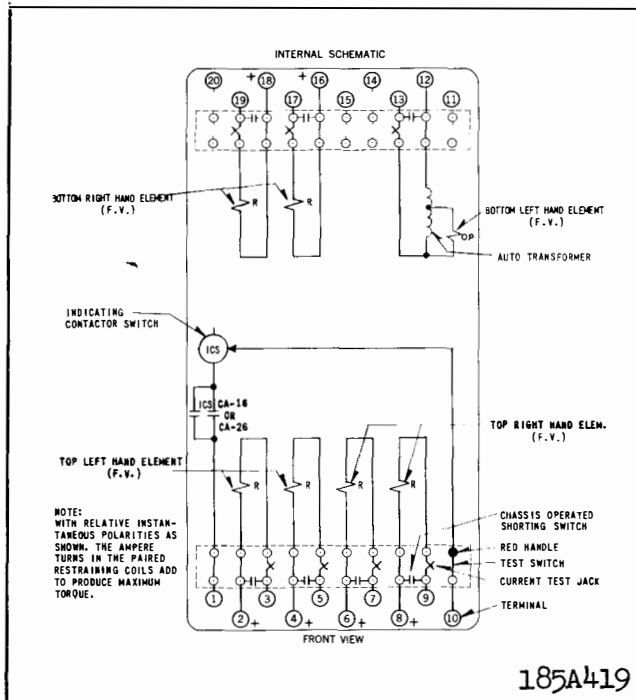 INTERNAL SCHEMATIC
20 + 18 + 16 14 12
19 17 15 13 11
BOTTOM RIGHT HAND ELEMENT
(F.V.)
R R
BOTTOM LEFT HAND ELEMENT
(F.V.)
OP
AUTO TRANSFORMER
INDICATING
CONTACTOR SWITCH
ICS
ICS CA-16
OR
CA-26
TOP RIGHT HAND ELEM.
(F.V.)
TOP LEFT HAND ELEMENT
(F.V.)
R R R R
NOTE:
WITH RELATIVE INSTAN-
TANEOUS POLARITIES AS
SHOWN. THE AMPERE
TURNS IN THE PAIRED
RESTRAINING COILS ADD
TO PRODUCE MAXIMUM
TORQUE.
CHASSIS OPERATED
SHORTING SWITCH
RED HANDLE
TEST SWITCH
CURRENT TEST JACK
TERMINAL
1 3 5 7 9
2 + 4 + 6 + 8 + 10
FRONT VIEW
185A419